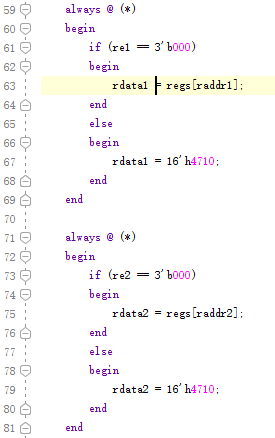 59 always @ (*)
60 begin
61 if (re1 == 3'b000)
62 begin
63 rdata1 = regs[raddr1];
64 end
65 else
66 begin
67 rdata1 = 16'h4710;
68 end
69 end
70
71 always @ (*)
72 begin
73 if (re2 == 3'b000)
74 begin
75 rdata2 = regs[raddr2];
76 end
77 else
78 begin
79 rdata2 = 16'h4710;
80 end
81 end